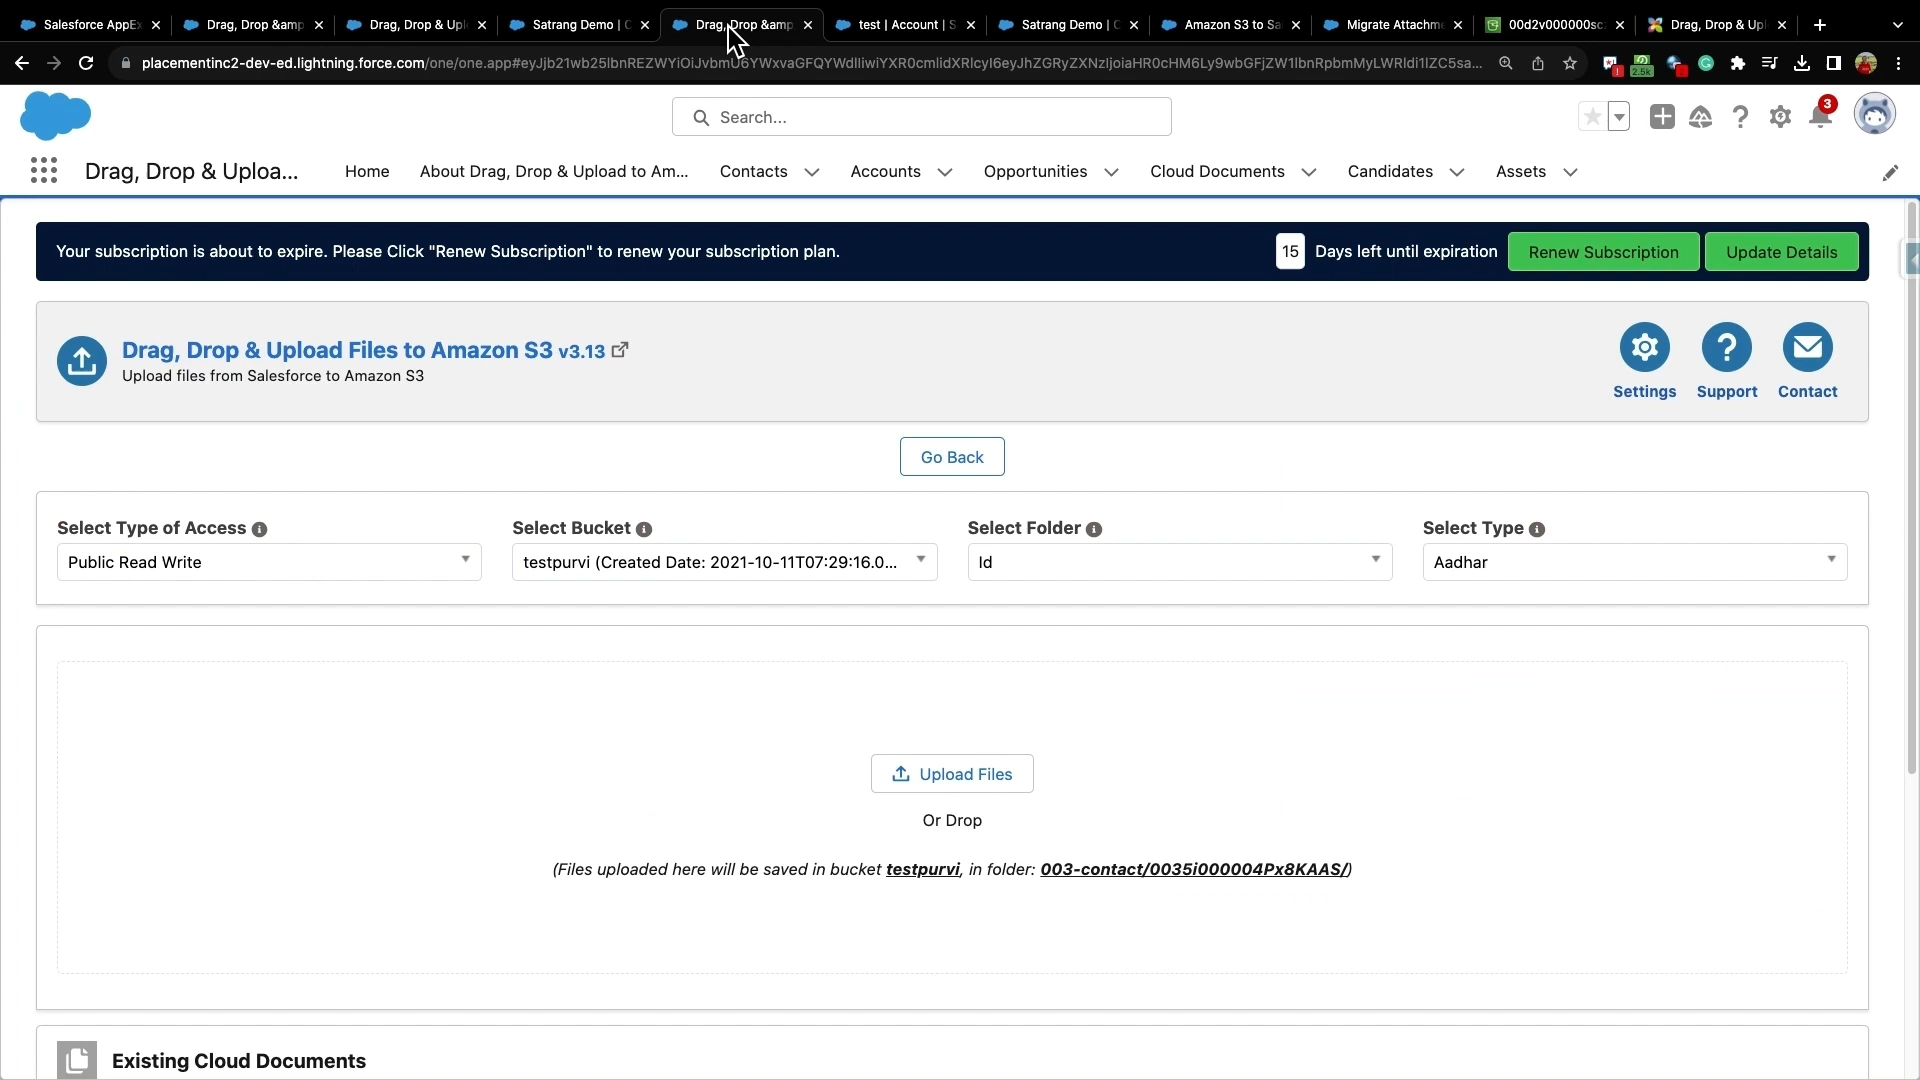 Salesforce AppEx
Drag, Drop &amp
Drag, Drop & Upl
Satrang Demo | C
Drag, Drop &amp
test | Account | S
Satrang Demo | C
Amazon S3 to Sa
Migrate Attachme
00d2v000000sc
Drag, Drop & Upl
placementinc2-dev-ed.lightning.force.com/one/one.app#
2.5k
Search...
3
Drag, Drop & Uploa...
Home
About Drag, Drop & Upload to Am...
Contacts
Accounts
Opportunities
Cloud Documents
Candidates
Assets
Your subscription is about to expire. Please Click "Renew Subscription" to renew your subscription plan.
15 Days left until expiration
Renew Subscription
Update Details
Drag, Drop & Upload Files to Amazon S3 v3.13
Upload files from Salesforce to Amazon S3
Settings
Support
Contact
Go Back
Select Type of Access
Select Bucket
Select Folder
Select Type
Public Read Write
testpurvi (Created Date: 2021-10-11T07:29:16.0...
Id
Aadhar
Upload Files
Or Drop
(Files uploaded here will be saved in bucket testpurvi, in folder: 003-contact/0035i000004Px8KAAS/)
Existing Cloud Documents